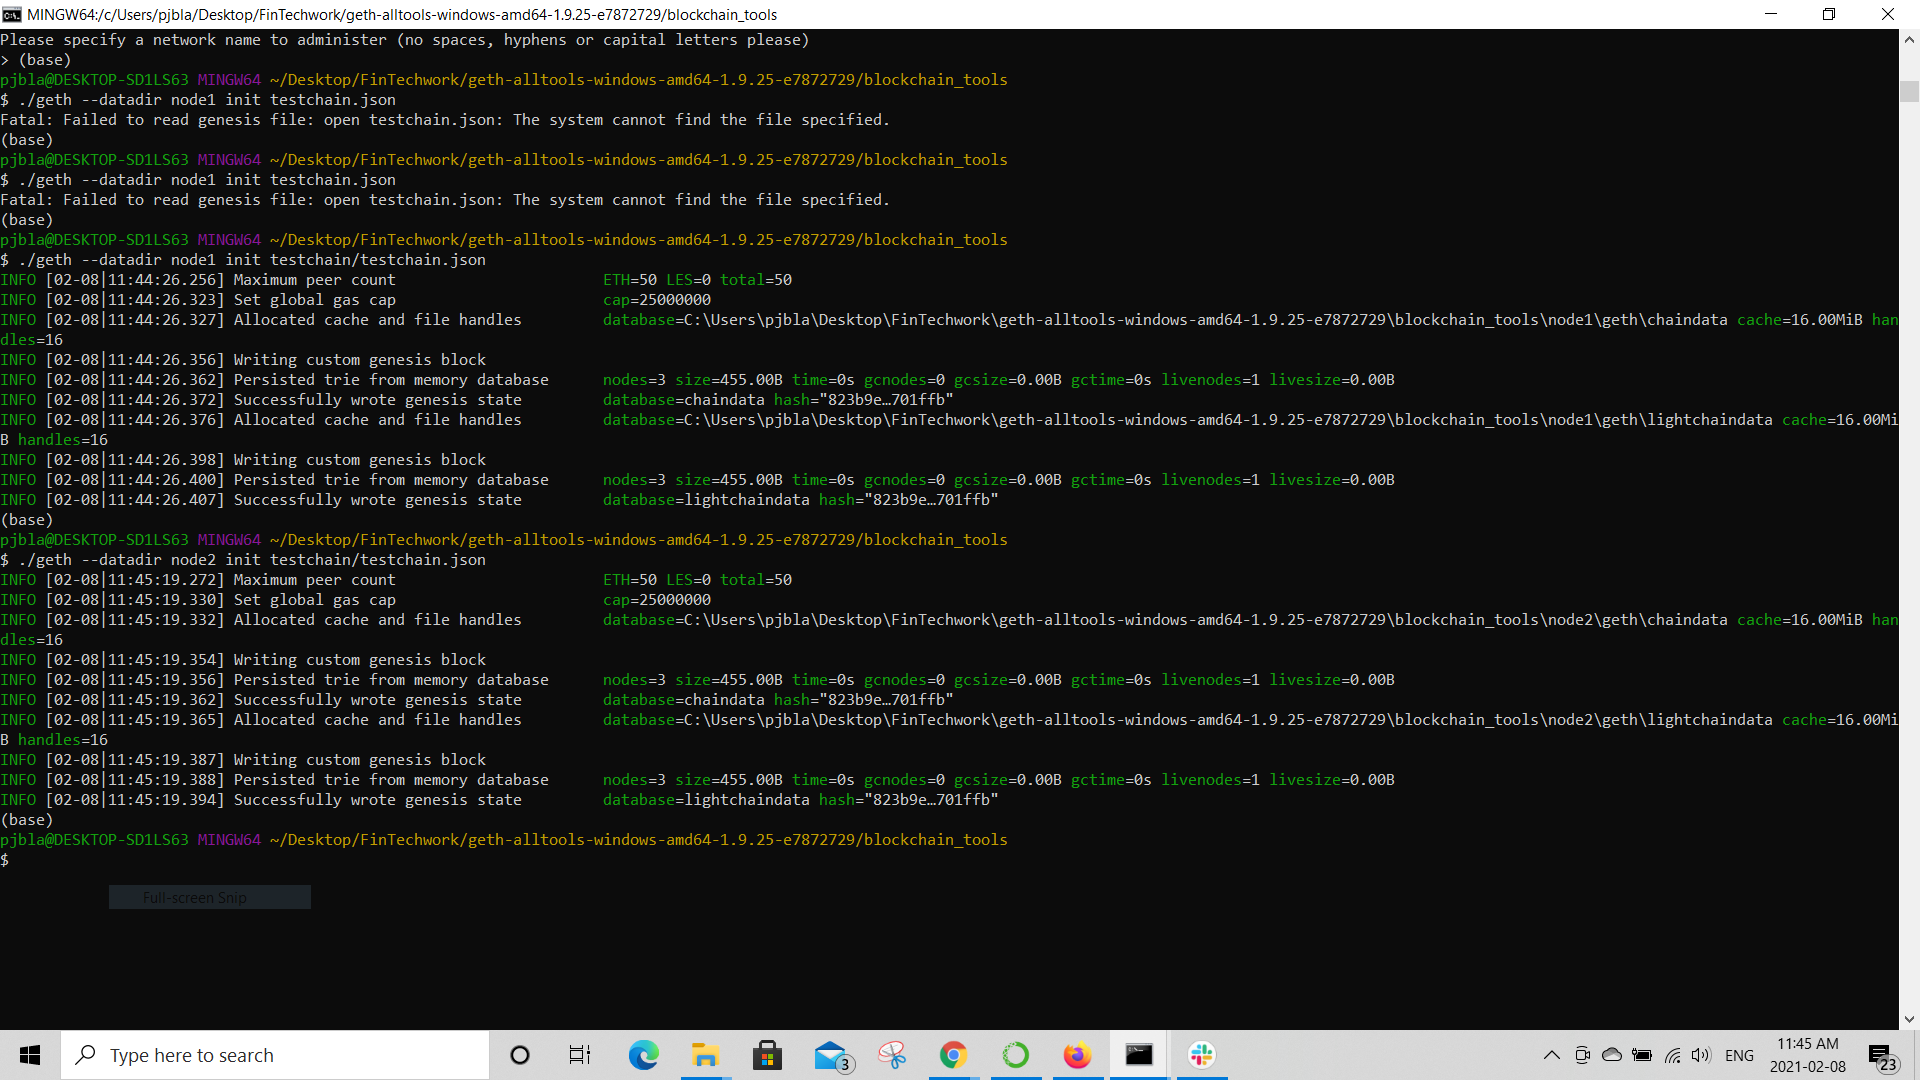 MINGW64:/c/Users/pjbla/Desktop/FinTechwork/geth-alltools-windows-amd64-1.9.25-e7872729/blockchain_tools
Please specify a network name to administer (no spaces, hyphens or capital letters please)
> (base)
pjbla@DESKTOP-SD1LS63 MINGW64 ~/Desktop/FinTechwork/geth-alltools-windows-amd64-1.9.25-e7872729/blockchain_tools
$ ./geth --datadir node1 init testchain.json
Fatal: Failed to read genesis file: open testchain.json: The system cannot find the file specified.
(base)
pjbla@DESKTOP-SD1LS63 MINGW64 ~/Desktop/FinTechwork/geth-alltools-windows-amd64-1.9.25-e7872729/blockchain_tools
$ ./geth --datadir node1 init testchain.json
Fatal: Failed to read genesis file: open testchain.json: The system cannot find the file specified.
(base)
pjbla@DESKTOP-SD1LS63 MINGW64 ~/Desktop/FinTechwork/geth-alltools-windows-amd64-1.9.25-e7872729/blockchain_tools
$ ./geth --datadir node1 init testchain/testchain.json
INFO [02-08|11:44:26.256] Maximum peer count ETH=50 LES=0 total=50
INFO [02-08|11:44:26.323] Set global gas cap cap=25000000
INFO [02-08|11:44:26.327] Allocated cache and file handles database=C:\Users\pjbla\Desktop\FinTechwork\geth-alltools-windows-amd64-1.9.25-e7872729\blockchain_tools\node1\geth\chaindata cache=16.00MiB han
dles=16
INFO [02-08|11:44:26.356] Writing custom genesis block
INFO [02-08|11:44:26.362] Persisted trie from memory database nodes=3 size=455.00B time=0s gcnodes=0 gcsize=0.00B gctime=0s livenodes=1 livesize=0.00B
INFO [02-08|11:44:26.372] Successfully wrote genesis state database=chaindata hash="823b9e…701ffb"
INFO [02-08|11:44:26.376] Allocated cache and file handles database=C:\Users\pjbla\Desktop\FinTechwork\geth-alltools-windows-amd64-1.9.25-e7872729\blockchain_tools\node1\geth\lightchaindata cache=16.00Mi
B handles=16
INFO [02-08|11:44:26.398] Writing custom genesis block
INFO [02-08|11:44:26.400] Persisted trie from memory database nodes=3 size=455.00B time=0s gcnodes=0 gcsize=0.00B gctime=0s livenodes=1 livesize=0.00B
INFO [02-08|11:44:26.407] Successfully wrote genesis state database=lightchaindata hash="823b9e…701ffb"
(base)
pjbla@DESKTOP-SD1LS63 MINGW64 ~/Desktop/FinTechwork/geth-alltools-windows-amd64-1.9.25-e7872729/blockchain_tools
$ ./geth --datadir node2 init testchain/testchain.json
INFO [02-08|11:45:19.272] Maximum peer count ETH=50 LES=0 total=50
INFO [02-08|11:45:19.330] Set global gas cap cap=25000000
INFO [02-08|11:45:19.332] Allocated cache and file handles database=C:\Users\pjbla\Desktop\FinTechwork\geth-alltools-windows-amd64-1.9.25-e7872729\blockchain_tools\node2\geth\chaindata cache=16.00MiB han
dles=16
INFO [02-08|11:45:19.354] Writing custom genesis block
INFO [02-08|11:45:19.356] Persisted trie from memory database nodes=3 size=455.00B time=0s gcnodes=0 gcsize=0.00B gctime=0s livenodes=1 livesize=0.00B
INFO [02-08|11:45:19.362] Successfully wrote genesis state database=chaindata hash="823b9e…701ffb"
INFO [02-08|11:45:19.365] Allocated cache and file handles database=C:\Users\pjbla\Desktop\FinTechwork\geth-alltools-windows-amd64-1.9.25-e7872729\blockchain_tools\node2\geth\lightchaindata cache=16.00Mi
B handles=16
INFO [02-08|11:45:19.387] Writing custom genesis block
INFO [02-08|11:45:19.388] Persisted trie from memory database nodes=3 size=455.00B time=0s gcnodes=0 gcsize=0.00B gctime=0s livenodes=1 livesize=0.00B
INFO [02-08|11:45:19.394] Successfully wrote genesis state database=lightchaindata hash="823b9e…701ffb"
(base)
pjbla@DESKTOP-SD1LS63 MINGW64 ~/Desktop/FinTechwork/geth-alltools-windows-amd64-1.9.25-e7872729/blockchain_tools
$
Full-screen Snip
Type here to search
3
ENG
11:45 AM
2021-02-08
23